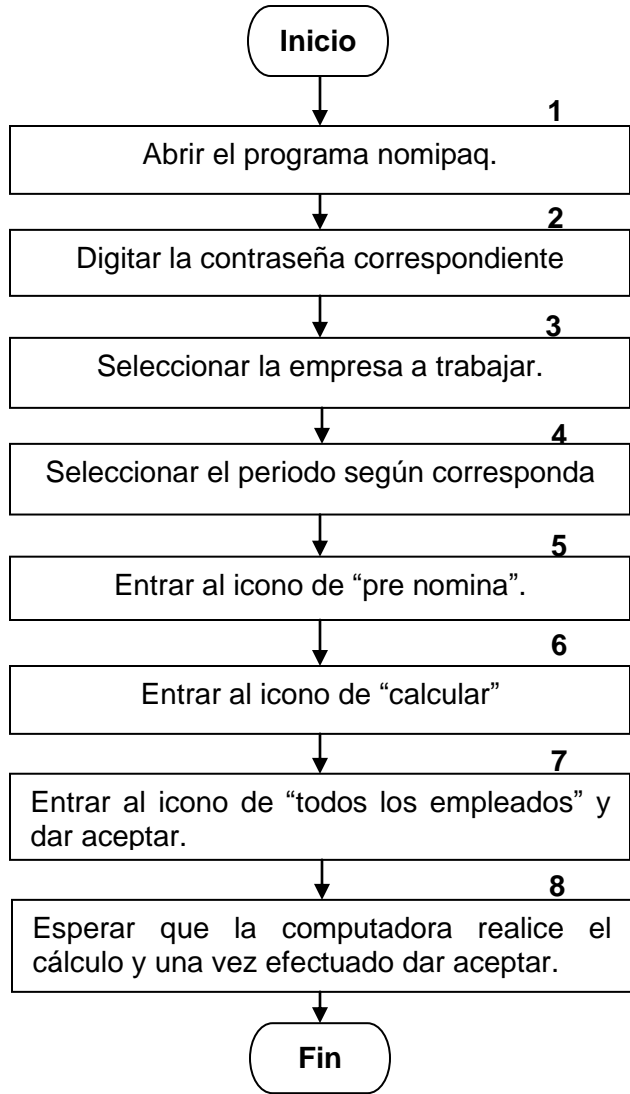 Inicio
1
Abrir el programa nomipaq.
2
Digitar la contraseña correspondiente
3
Seleccionar la empresa a trabajar.
4
Seleccionar el periodo según corresponda
5
Entrar al icono de “pre nomina”.
6
Entrar al icono de “calcular”
7
Entrar al icono de “todos los empleados” y
dar aceptar.
8
Esperar que la computadora realice el
cálculo y una vez efectuado dar aceptar.
Fin